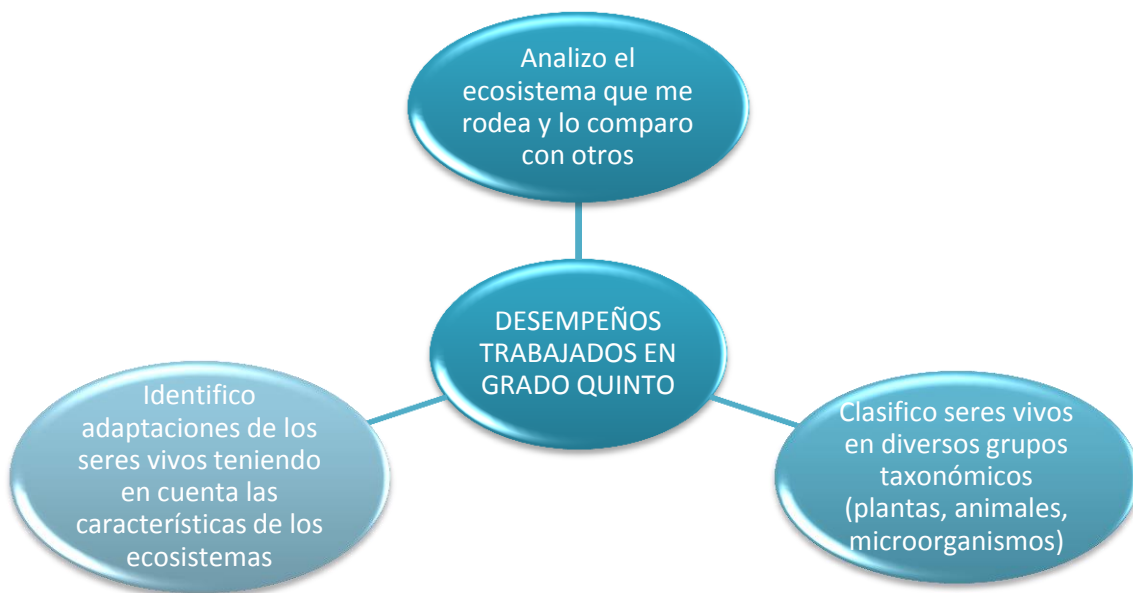 Analizo el
ecosistema que me
rodea y lo comparo
con otros
DESEMPEÑOS
TRABAJADOS EN
GRADO QUINTO
Identifico
adaptaciones de los
seres vivos teniendo
en cuenta las
características de los
ecosistemas
Clasifico seres vivos
en diversos grupos
taxonómicos
(plantas, animales,
microorganismos)